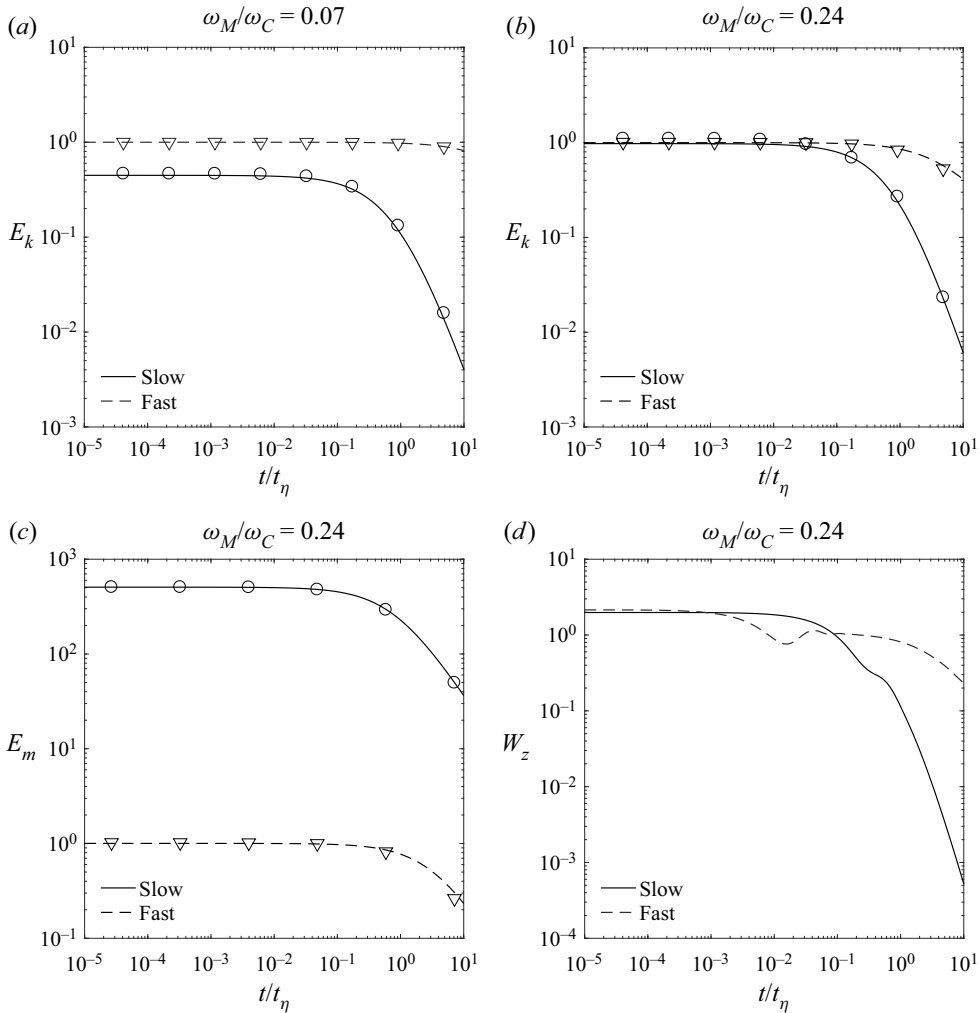 (a) ω_M/ω_C = 0.07
10^1
10^0
E_k
10^−1
10^−2
Slow
Fast
10^−3
10^−5 10^−4 10^−3 10^−2 10^−1 10^0 10^1
t/t_η
(b) ω_M/ω_C = 0.24
10^1
10^0
E_k
10^−1
10^−2
Slow
Fast
10^−3
10^−5 10^−4 10^−3 10^−2 10^−1 10^0 10^1
t/t_η
(c) ω_M/ω_C = 0.24
10^3
10^2
E_m
10^1
10^0
Slow
Fast
10^−1
10^−5 10^−4 10^−3 10^−2 10^−1 10^0 10^1
t/t_η
(d) ω_M/ω_C = 0.24
10^1
10^0
10^−1
W_z
10^−2
10^−3
Slow
Fast
10^−4
10^−5 10^−4 10^−3 10^−2 10^−1 10^0 10^1
t/t_η